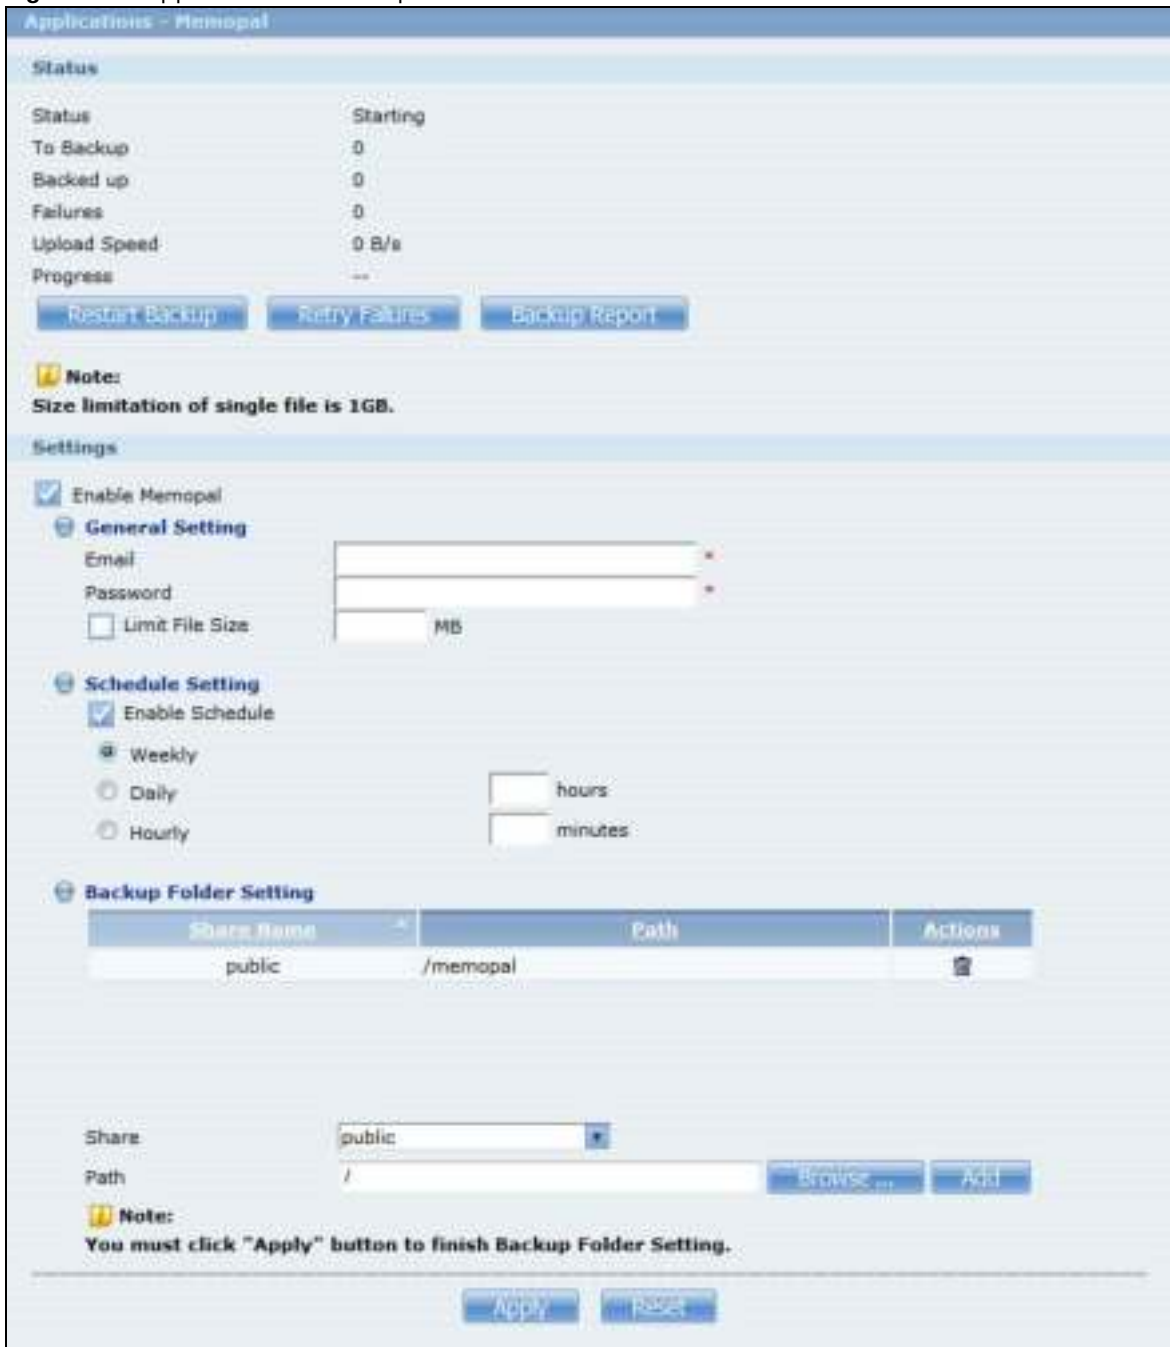 Applications - Memopal
Status
Status Starting
To Backup 0
Backed up 0
Failures 0
Upload Speed 0 B/s
Progress --
Restart Backup Retry Failures Backup Report
Note:
Size limitation of single file is 1GB.
Settings
Enable Memopal
General Setting
Email *
Password *
Limit File Size MB
Schedule Setting
Enable Schedule
Weekly
Daily hours
Hourly minutes
Backup Folder Setting
Share Name Path Actions
public /memopal
Share public
Path / Browse ... Add
Note:
You must click "Apply" button to finish Backup Folder Setting.
Apply Reset